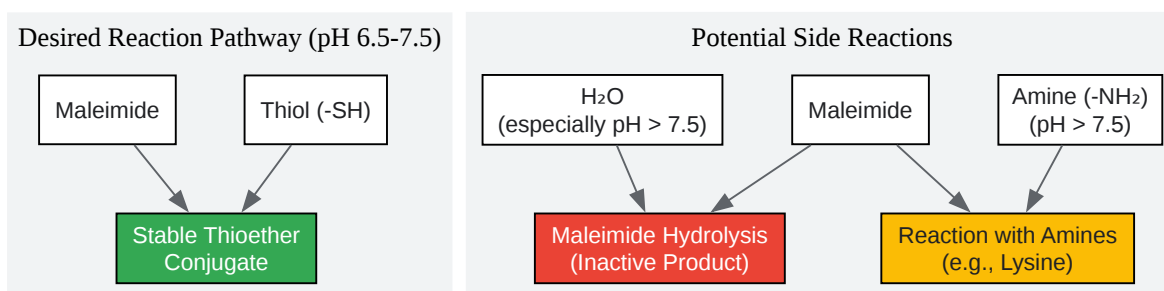 Desired Reaction Pathway (pH 6.5-7.5)
Maleimide
Thiol (-SH)
Stable Thioether
Conjugate
Potential Side Reactions
H₂O
(especially pH > 7.5)
Maleimide
Amine (-NH₂)
(pH > 7.5)
Maleimide Hydrolysis
(Inactive Product)
Reaction with Amines
(e.g., Lysine)